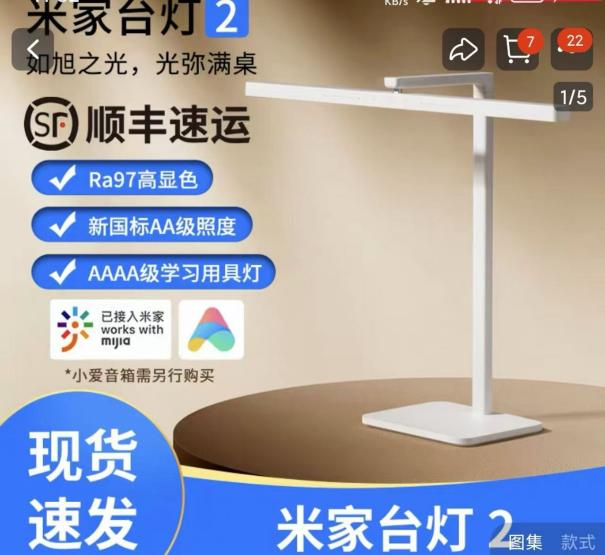 KB/s
米家台灯2
如旭之光，光弥满桌
7
22
1/5
SF 顺丰速运
Ra97高显色
新国标AA级照度
AAAA级学习用具灯
已接入米家
works with
mijia
*小爱音箱需另行购买
现货
速发
米家台灯 2
图集 款式